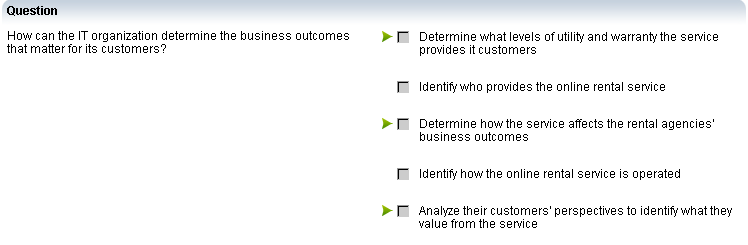 Question
How can the IT organization determine the business outcomes
that matter for its customers?
Determine what levels of utility and warranty the service
provides it customers
Identify who provides the online rental service
Determine how the service affects the rental agencies'
business outcomes
Identify how the online rental service is operated
Analyze their customers' perspectives to identify what they
value from the service